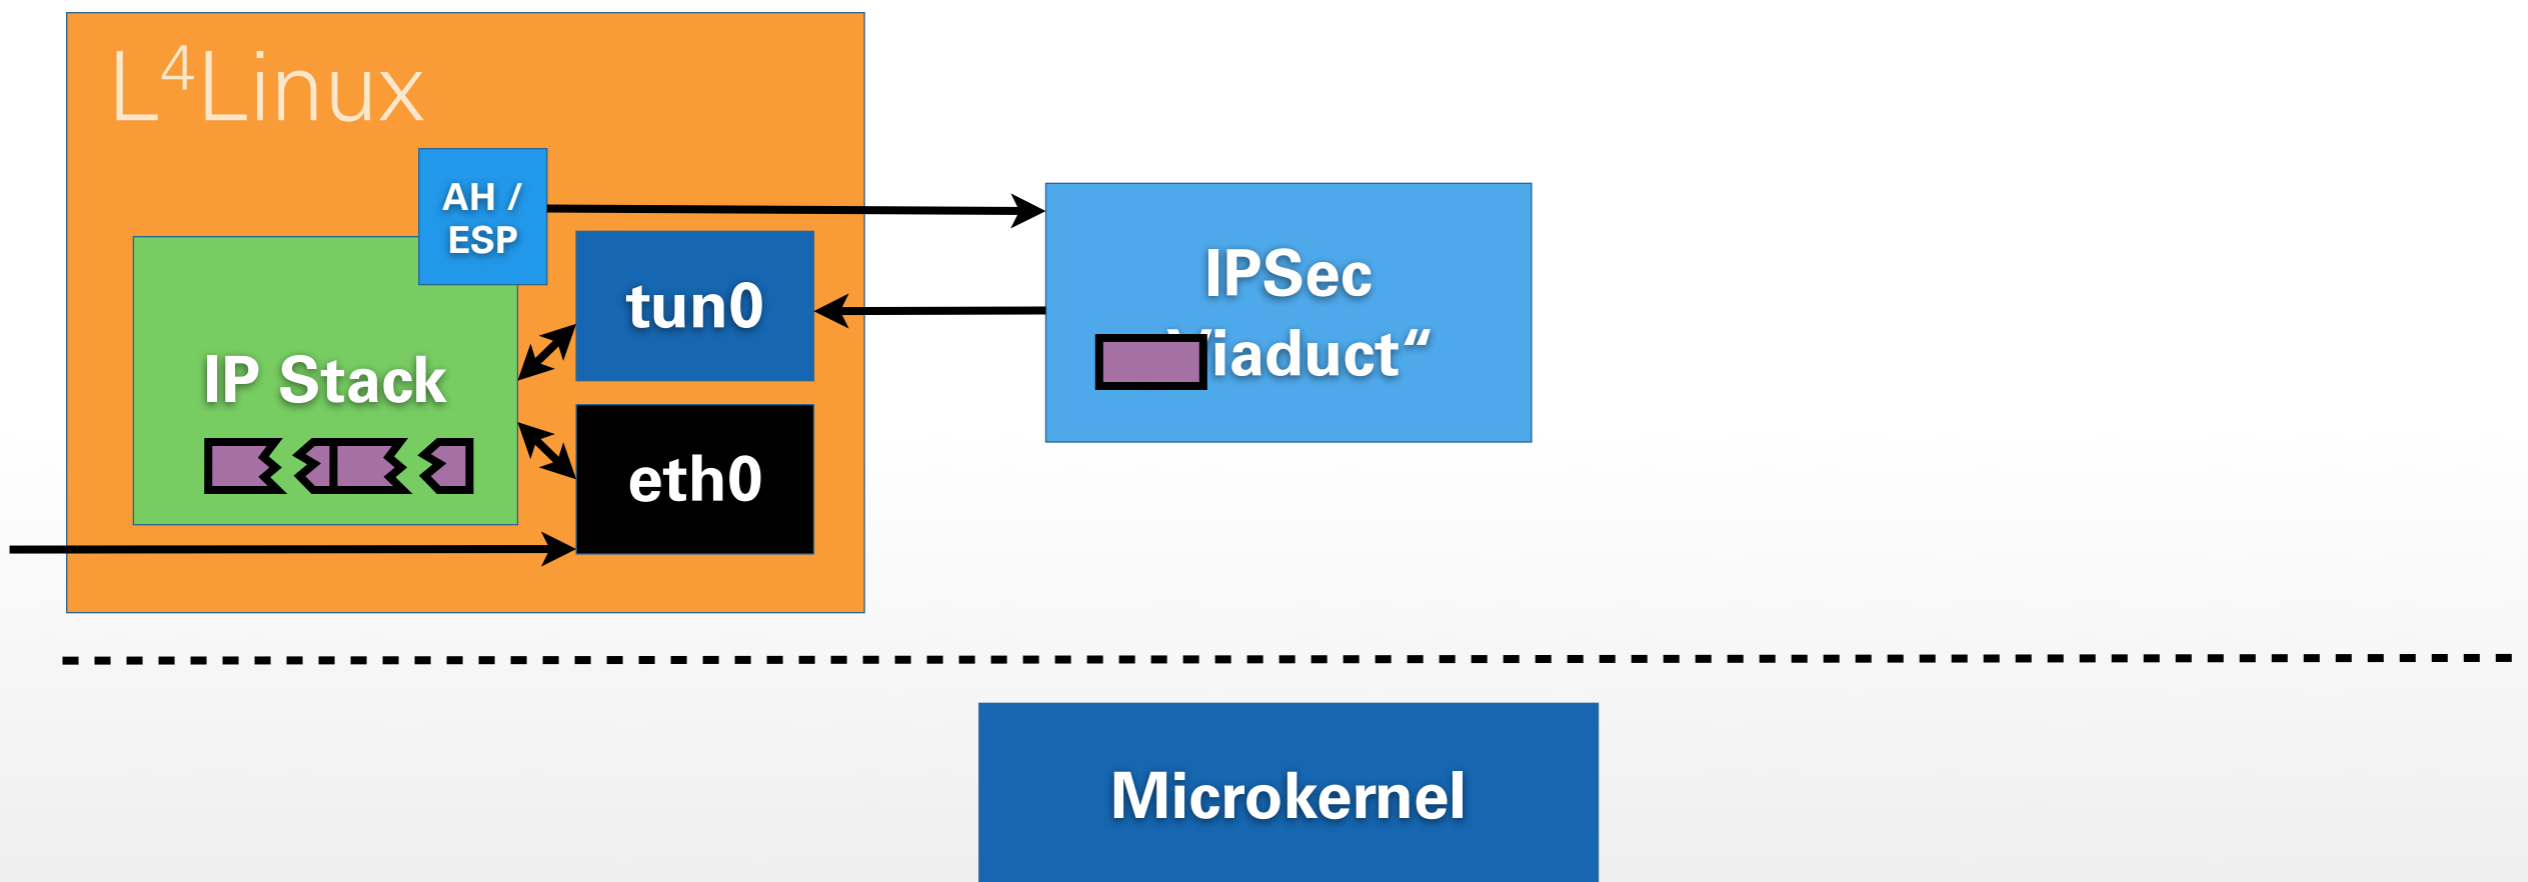 L⁴Linux
AH /
ESP
IPSec
tun0
iaduct“
IP Stack
eth0
Microkernel